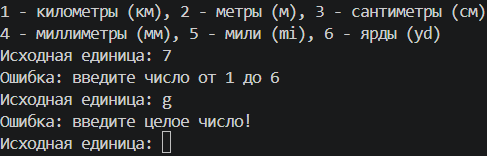 1 - километры (км), 2 - метры (м), 3 - сантиметры (см)
4 - миллиметры (мм), 5 - мили (mi), 6 - ярды (yd)
Исходная единица: 7
Ошибка: введите число от 1 до 6
Исходная единица: g
Ошибка: введите целое число!
Исходная единица: